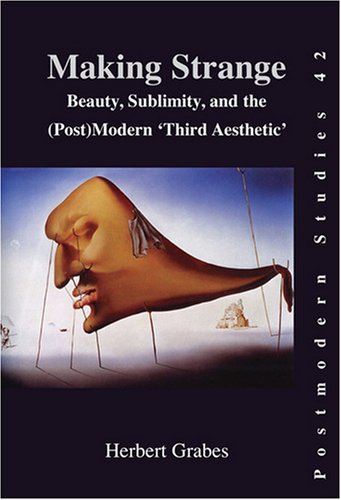 Making Strange
Beauty, Sublimity, and the
(Post)Modern ‘Third Aesthetic’
Postmodern Studies 42
Herbert Grabes